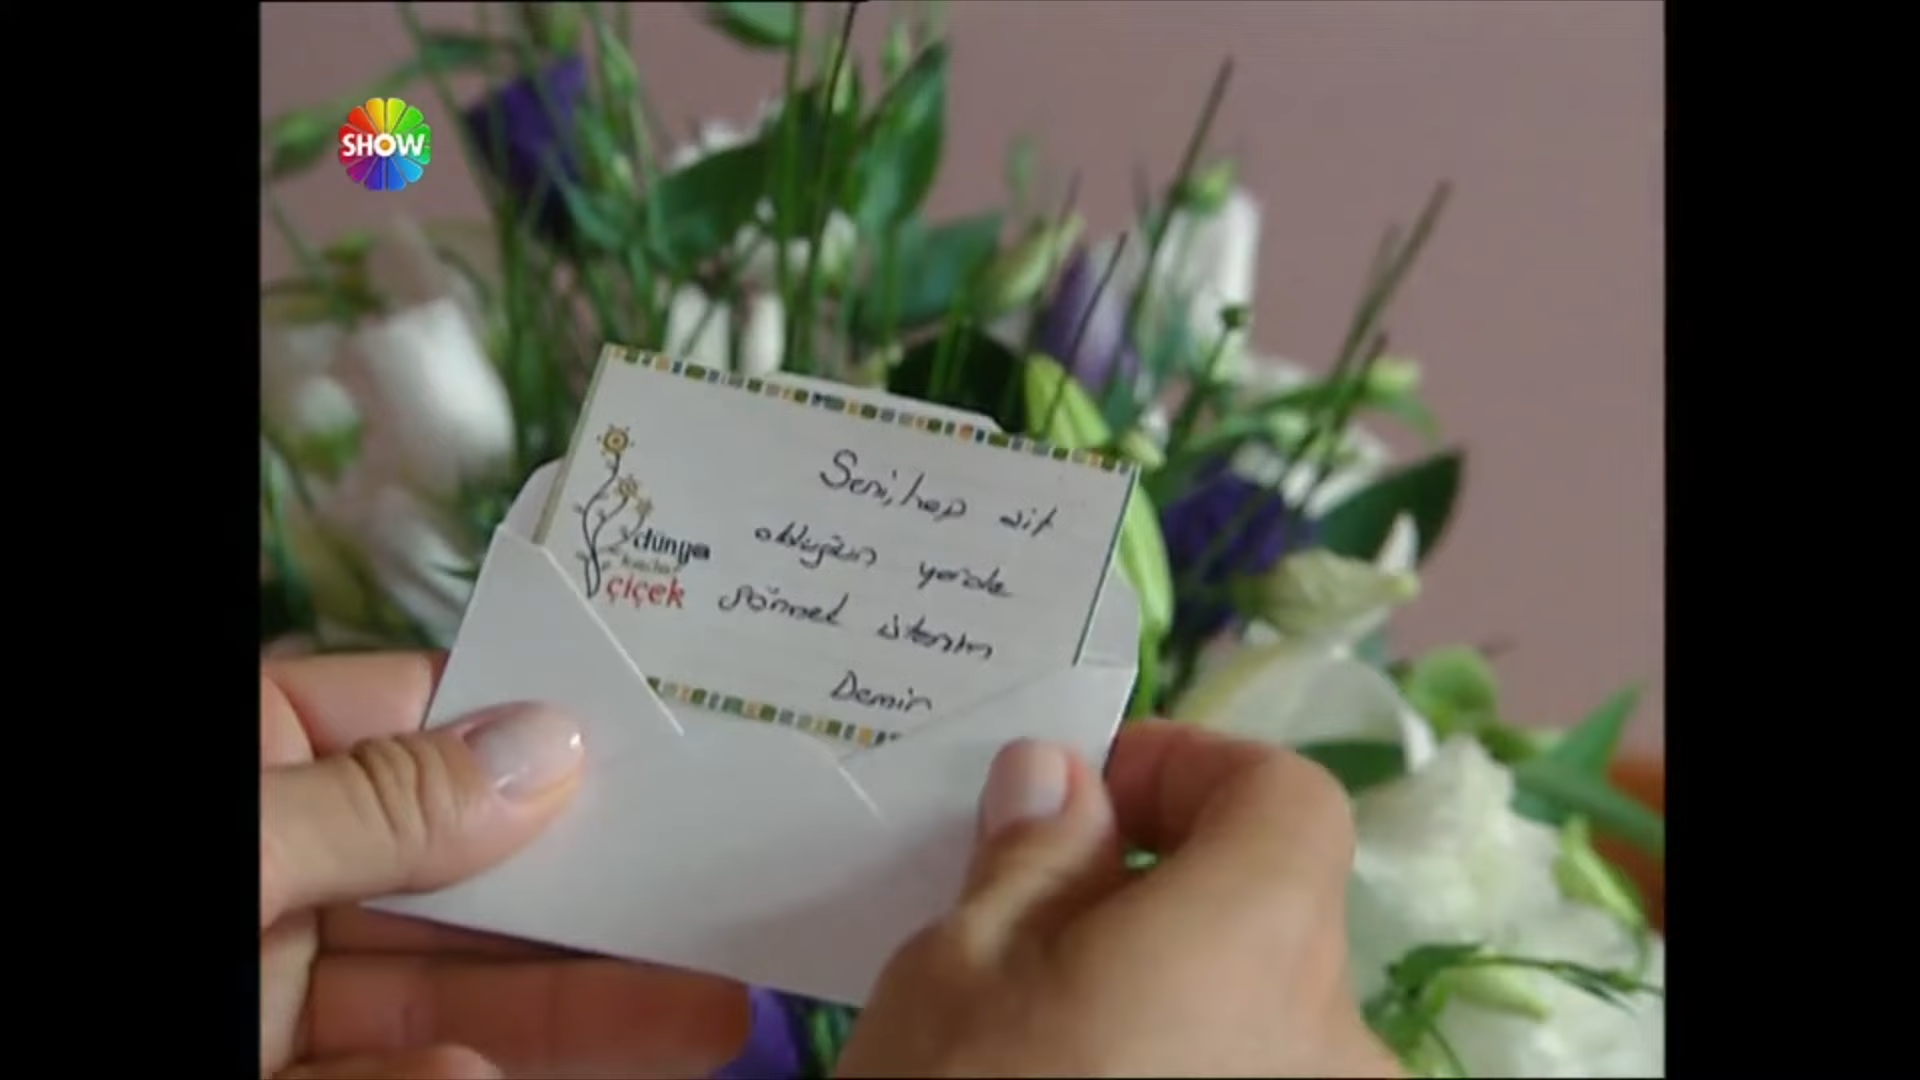 SHOW
Seni, hep ait
olduğun yerde
görmek isterim
Demir
dünya
çiçek